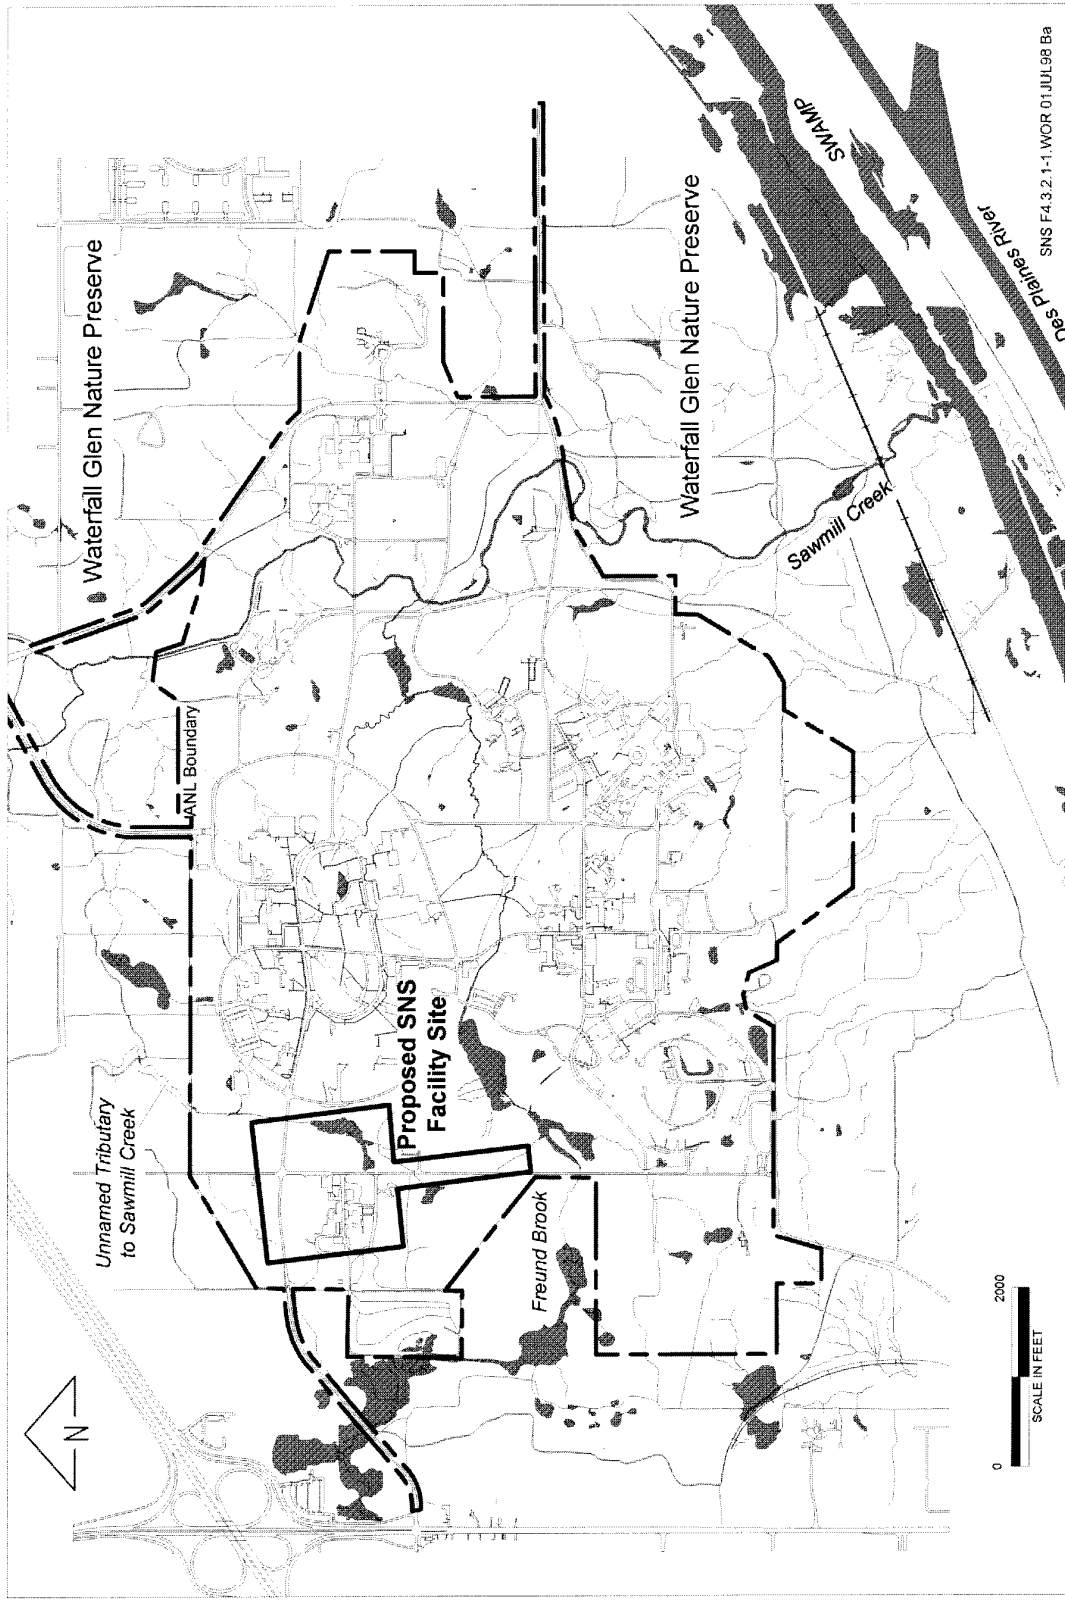 Waterfall Glen Nature Preserve
ANL Boundary
Unnamed Tributary
to Sawmill Creek
N
Proposed SNS
Facility Site
Freund Brook
Waterfall Glen Nature Preserve
Sawmill Creek
SWAMP
Des Plaines River
0
2000
SCALE IN FEET
SNS F4.3.2.1-1.WOR 01JUL98 Ba